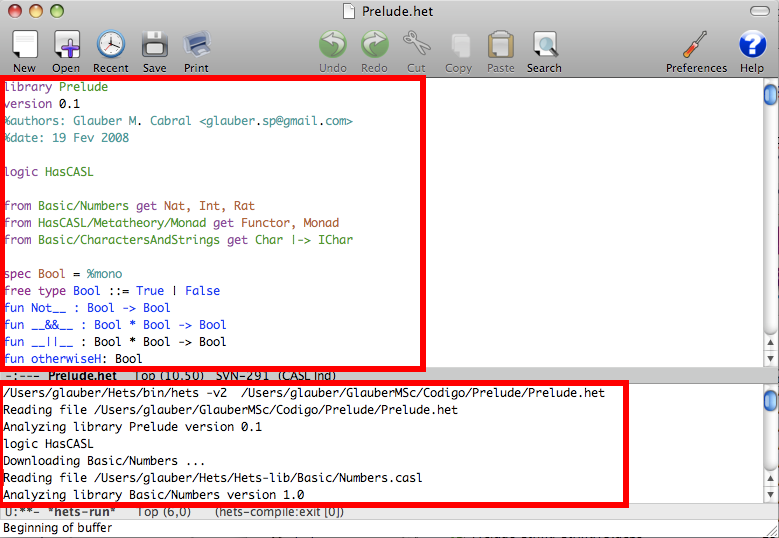 Prelude.het
New Open Recent Save Print Undo Redo Cut Copy Paste Search Preferences Help
library Prelude
version 0.1
%authors: Glauber M. Cabral <glauber.sp@gmail.com>
%date: 19 Fev 2008
logic HasCASL
from Basic/Numbers get Nat, Int, Rat
from HasCASL/Metatheory/Monad get Functor, Monad
from Basic/CharactersAndStrings get Char |-> IChar
spec Bool = %mono
free type Bool ::= True | False
fun Not__ : Bool -> Bool
fun __&&__ : Bool * Bool -> Bool
fun __||__ : Bool * Bool -> Bool
fun otherwiseH: Bool
-:--- Prelude.het Top (10,50) SVN-291 (CASL Ind)
/Users/glauber/Hets/bin/hets -v2 /Users/glauber/GlauberMSc/Codigo/Prelude/Prelude.het
Reading file /Users/glauber/GlauberMSc/Codigo/Prelude/Prelude.het
Analyzing library Prelude version 0.1
logic HasCASL
Downloading Basic/Numbers ...
Reading file /Users/glauber/Hets/Hets-lib/Basic/Numbers.casl
Analyzing library Basic/Numbers version 1.0
U:**- *hets-run* Top (6,0) (hets-compile:exit [0])
Beginning of buffer